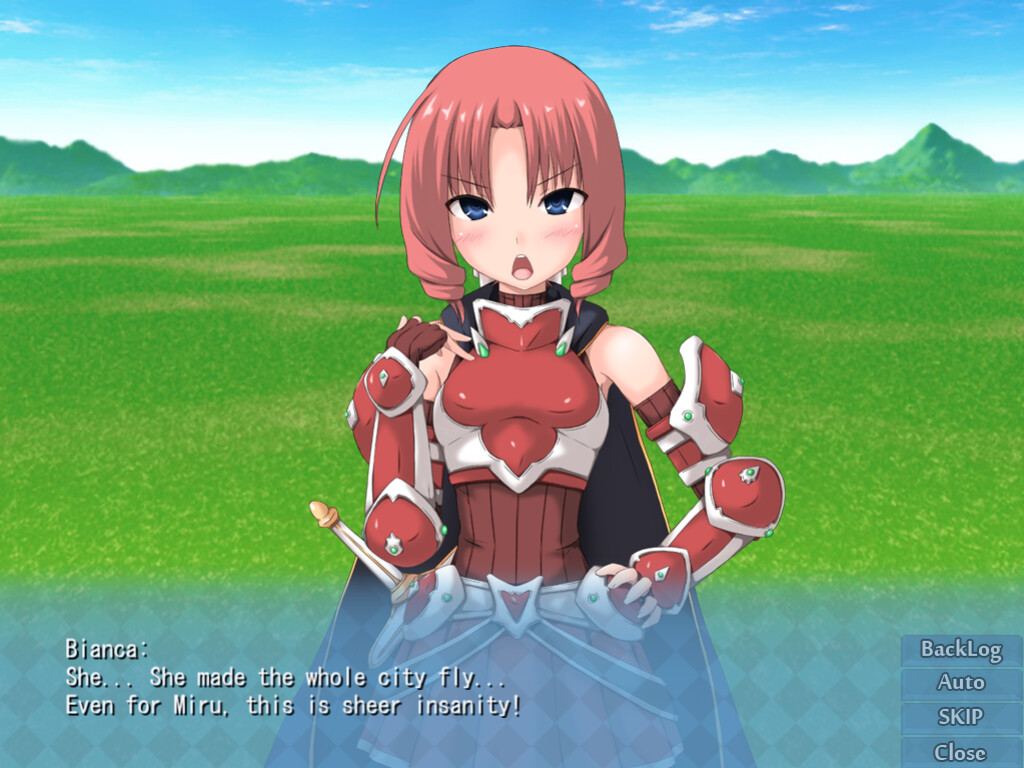 Bianca:
She... She made the whole city fly...
Even for Miru, this is sheer insanity!
BackLog
Auto
SKIP
Close